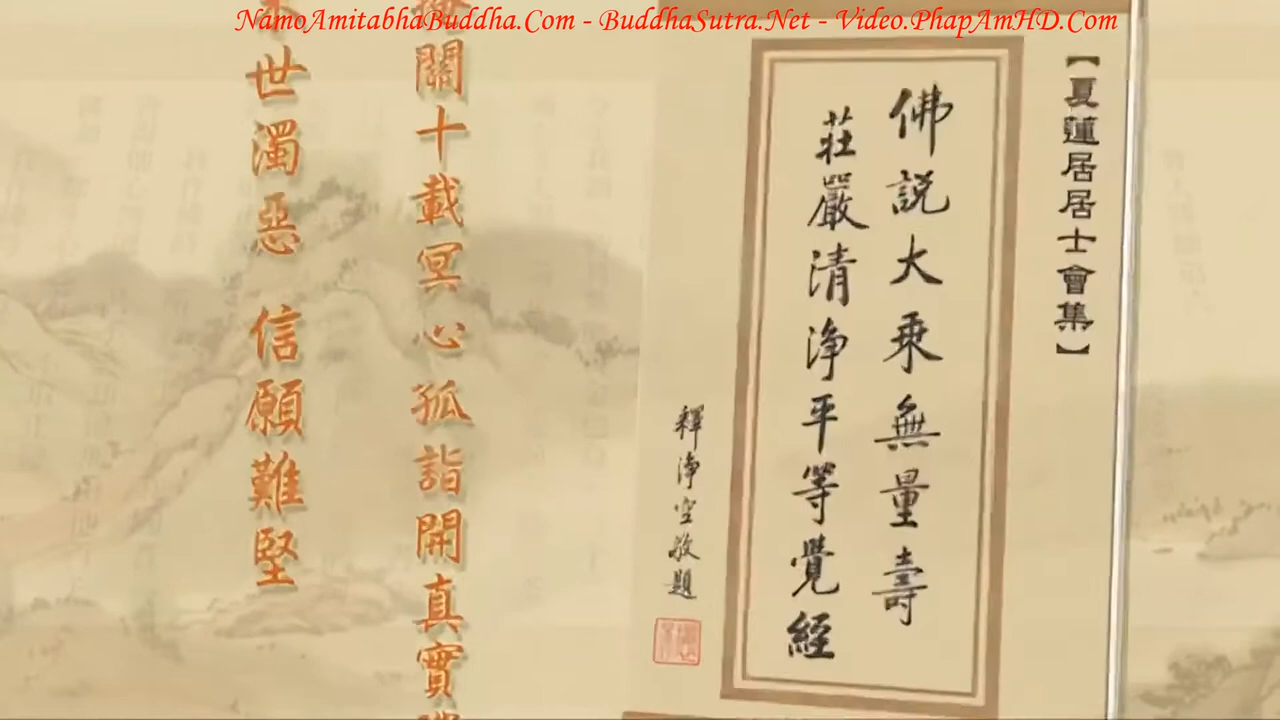 NamoAmitabhaBuddha.Com - BuddhaSutra.Net - Video.PhapAmHD.Com
【夏蓮居居士會集】
佛説大乘無量壽
莊嚴清淨平等覺經
釋淨空敬題
關十載冥心孤詣開真實
世濁惡 信願難堅